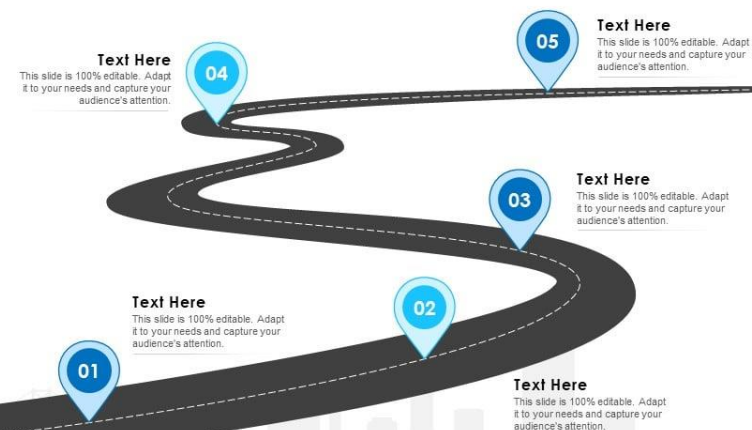 05
Text Here
This slide is 100% editable. Adapt
it to your needs and capture your
audience's attention.
Text Here
This slide is 100% editable. Adapt
it to your needs and capture your
audience's attention.
04
03
Text Here
This slide is 100% editable. Adapt
it to your needs and capture your
audience's attention.
Text Here
This slide is 100% editable. Adapt
it to your needs and capture your
audience's attention.
02
01
Text Here
This slide is 100% editable. Adapt
it to your needs and capture your
audience's attention.